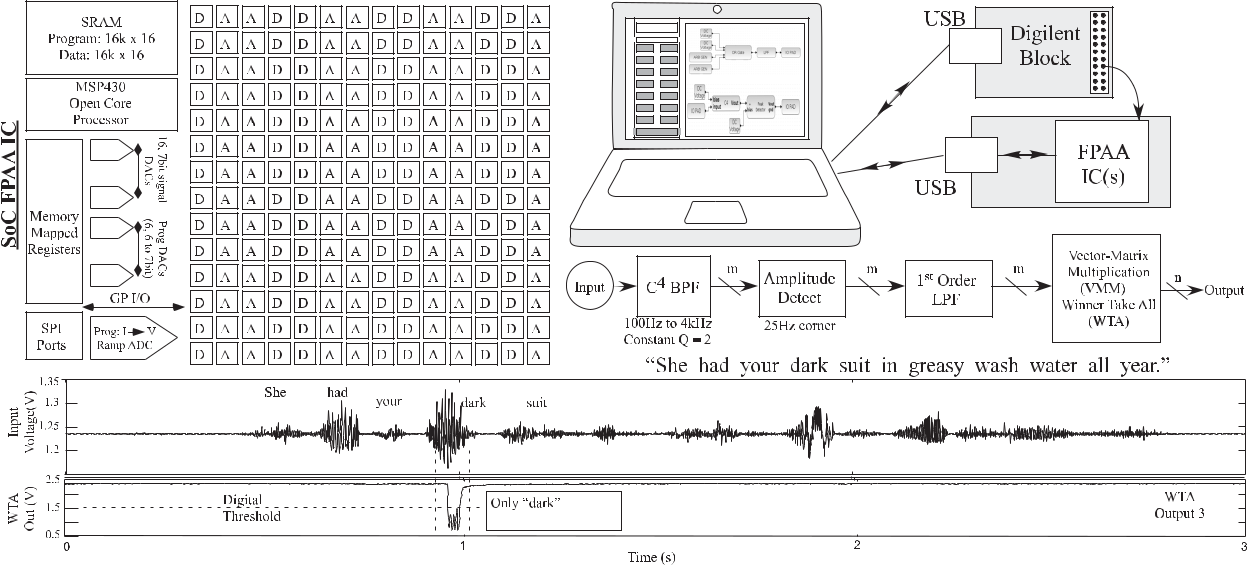 SoC FPAA IC
SRAM
Program: 16k x 16
Data: 16k x 16
MSP430
Open Core
Processor
Memory
Mapped
Registers
16, 7bit signal
DACs
Prog DACs
(6, 6 to 7bit)
GP I/O
SPI
Ports
Prog: I V
Ramp ADC
D A A D D A A D D A A D D A
D A A D D A A D D A A D D A
D A A D D A A D D A A D D A
D A A D D A A D D A A D D A
D A A D D A A D D A A D D A
D A A D D A A D D A A D D A
D A A D D A A D D A A D D A
D A A D D A A D D A A D D A
D A A D D A A D D A A D D A
D A A D D A A D D A A D D A
D A A D D A A D D A A D D A
D A A D D A A D D A A D D A
D A A D D A A D D A A D D A
D A A D D A A D D A A D D A
USB
Digilent
Block
USB
FPAA
IC(s)
Input
C4 BPF
100Hz to 4kHz
Constant Q = 2
m
Amplitude
Detect
25Hz corner
m
1st Order
LPF
m
Vector-Matrix
Multiplication
(VMM)
Winner Take All
(WTA)
n
Output
“She had your dark suit in greasy wash water all year.”
Input
Voltage(V)
1.35
1.3
1.25
1.2
She had your dark suit
WTA
Out (V)
2.5
1.5
0.5
Digital
Threshold
Only “dark”
WTA
Output 3
0 1 2 3
Time (s)